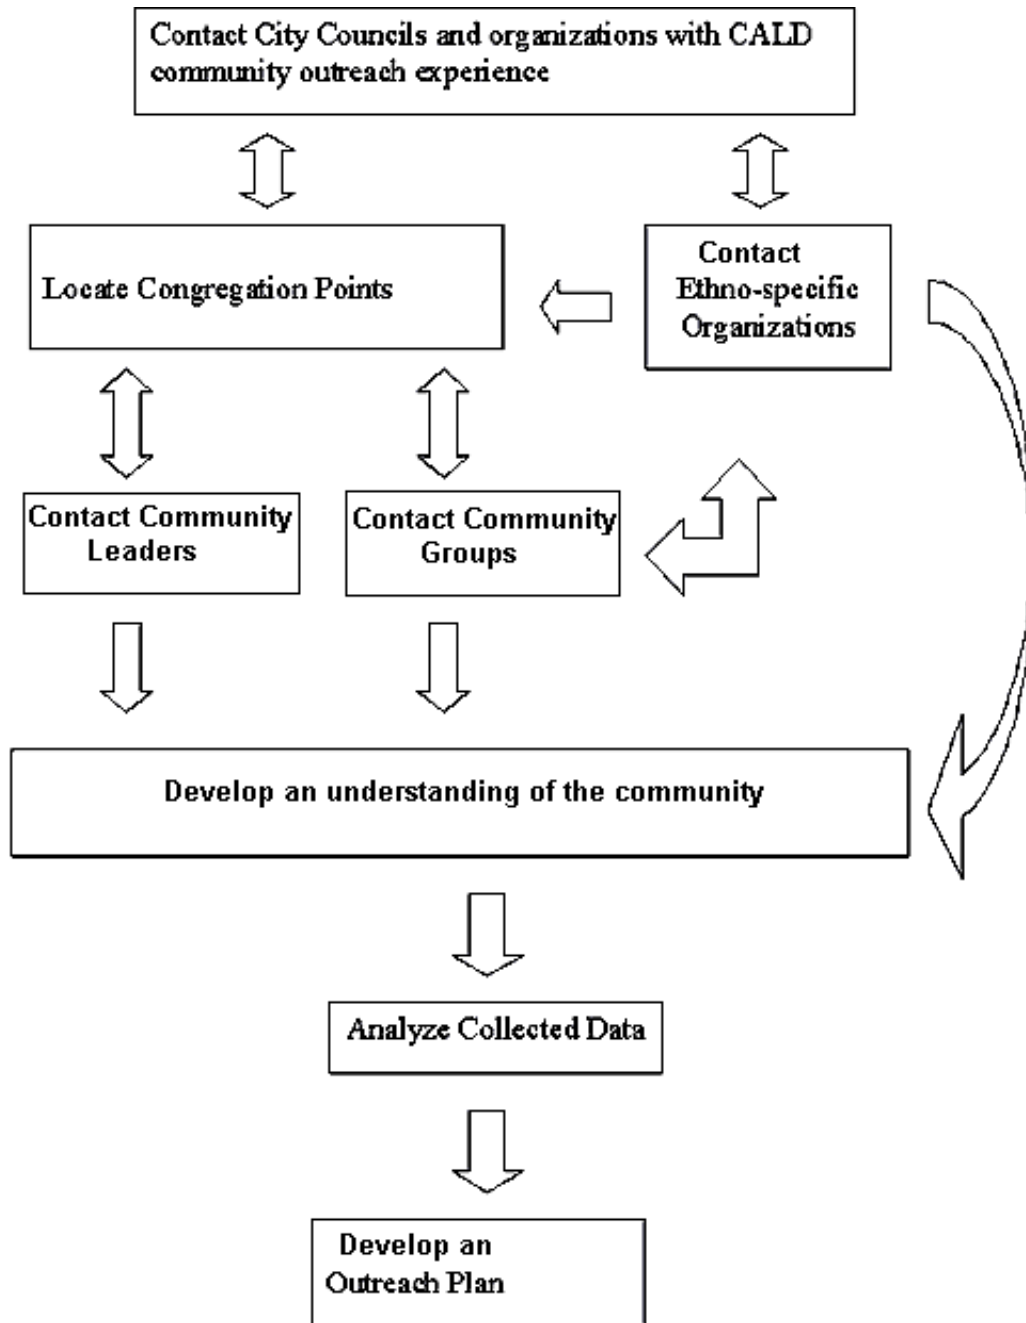 Contact City Councils and organizations with CALD
community outreach experience
Locate Congregation Points
Contact
Ethno-specific
Organizations
Contact Community
Leaders
Contact Community
Groups
Develop an understanding of the community
Analyze Collected Data
Develop an
Outreach Plan